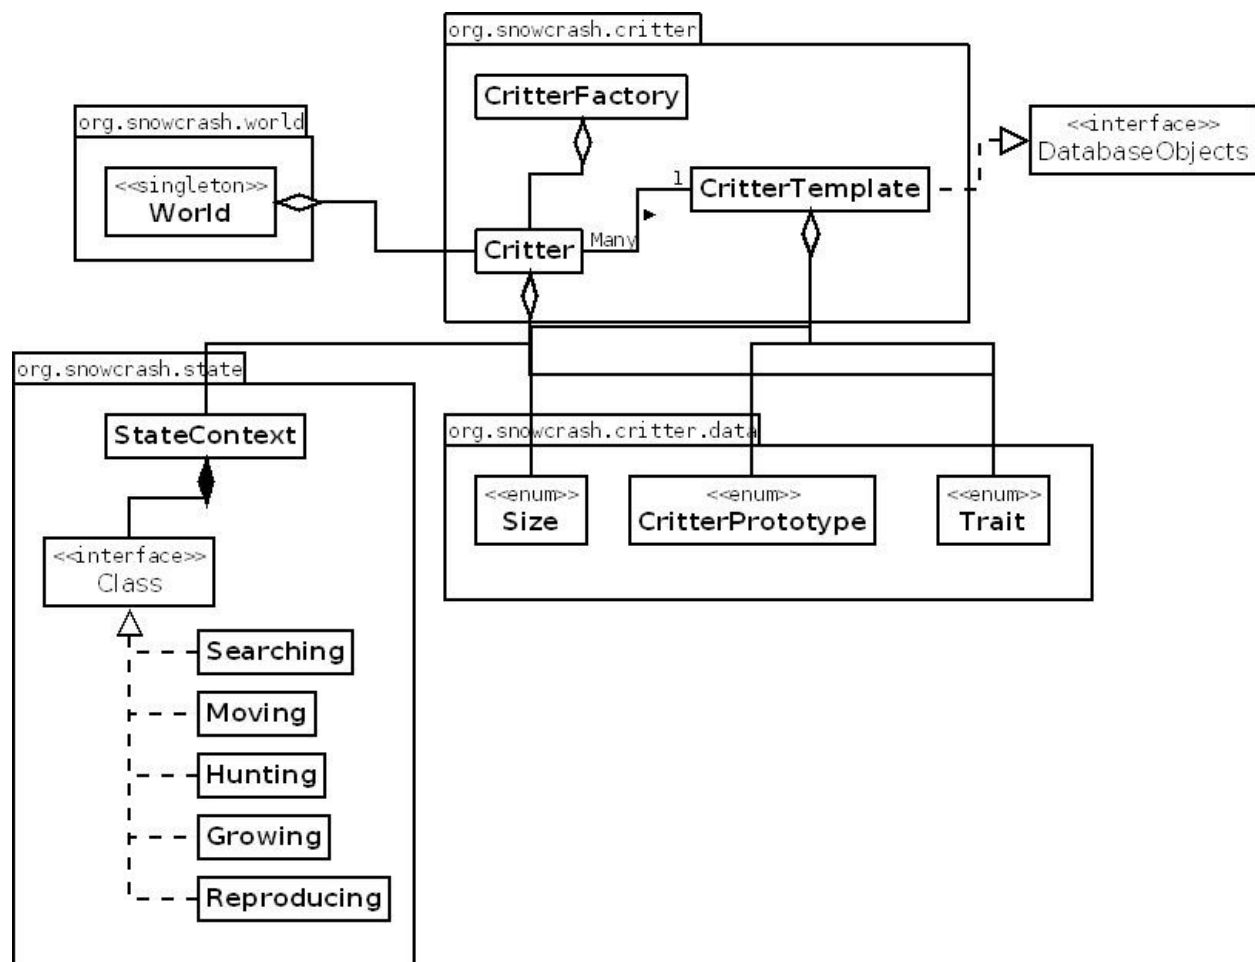 org.snowcrash.critter
CritterFactory
org.snowcrash.world
<<interface>>
DatabaseObjects
<<singleton>>
World
1
CritterTemplate
Many
Critter
org.snowcrash.state
StateContext
org.snowcrash.critter.data
<<enum>>
Size
<<enum>>
CritterPrototype
<<enum>>
Trait
<<interface>>
Class
Searching
Moving
Hunting
Growing
Reproducing